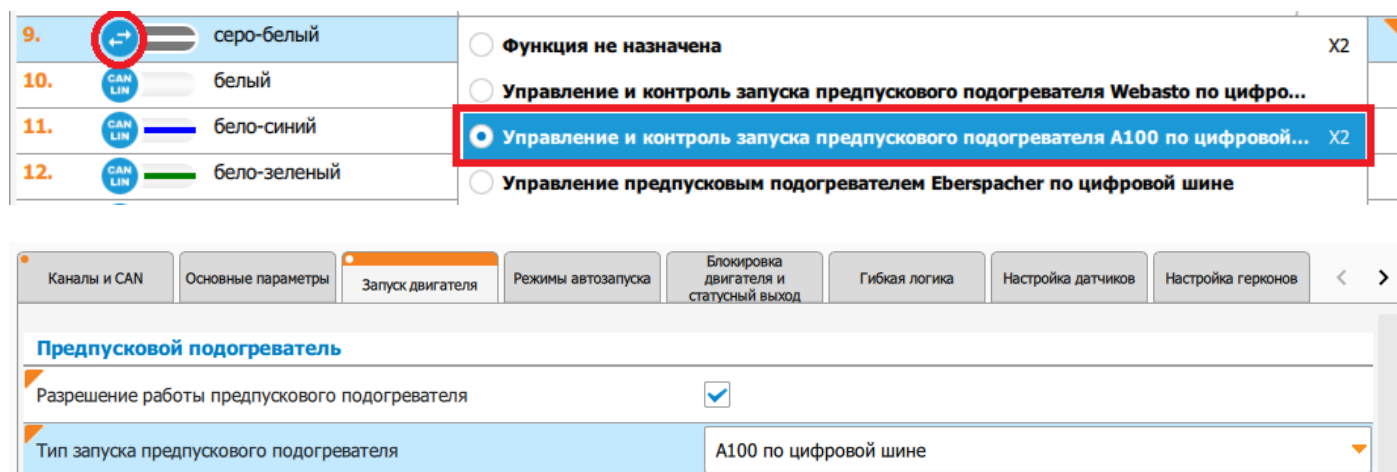 9. серо-белый
Функция не назначена X2
10. CAN LIN белый
Управление и контроль запуска предпускового подогревателя Webasto по цифро...
11. CAN LIN бело-синий
Управление и контроль запуска предпускового подогревателя A100 по цифровой... X2
12. CAN LIN бело-зеленый
Управление предпусковым подогревателем Eberspacher по цифровой шине
Каналы и CAN
Основные параметры
Запуск двигателя
Режимы автозапуска
Блокировка
двигателя и
статусный выход
Гибкая логика
Настройка датчиков
Настройка герконов
Предпусковой подогреватель
Разрешение работы предпускового подогревателя
Тип запуска предпускового подогревателя
A100 по цифровой шине